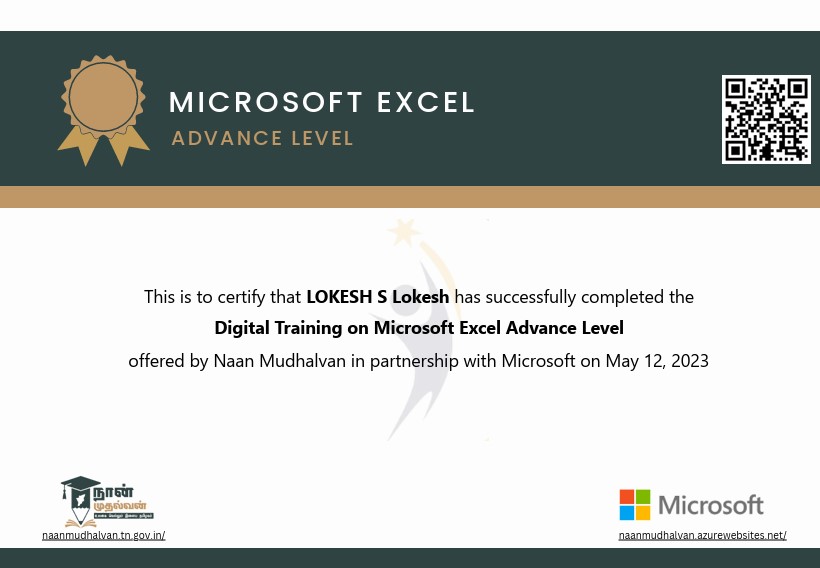 MICROSOFT EXCEL
ADVANCE LEVEL
This is to certify that LOKESH S Lokesh has successfully completed the
Digital Training on Microsoft Excel Advance Level
offered by Naan Mudhalvan in partnership with Microsoft on May 12, 2023
நான்
முதல்வன்
naanmudhalvan.tn.gov.in/
Microsoft
naanmudhalvan.azurewebsites.net/